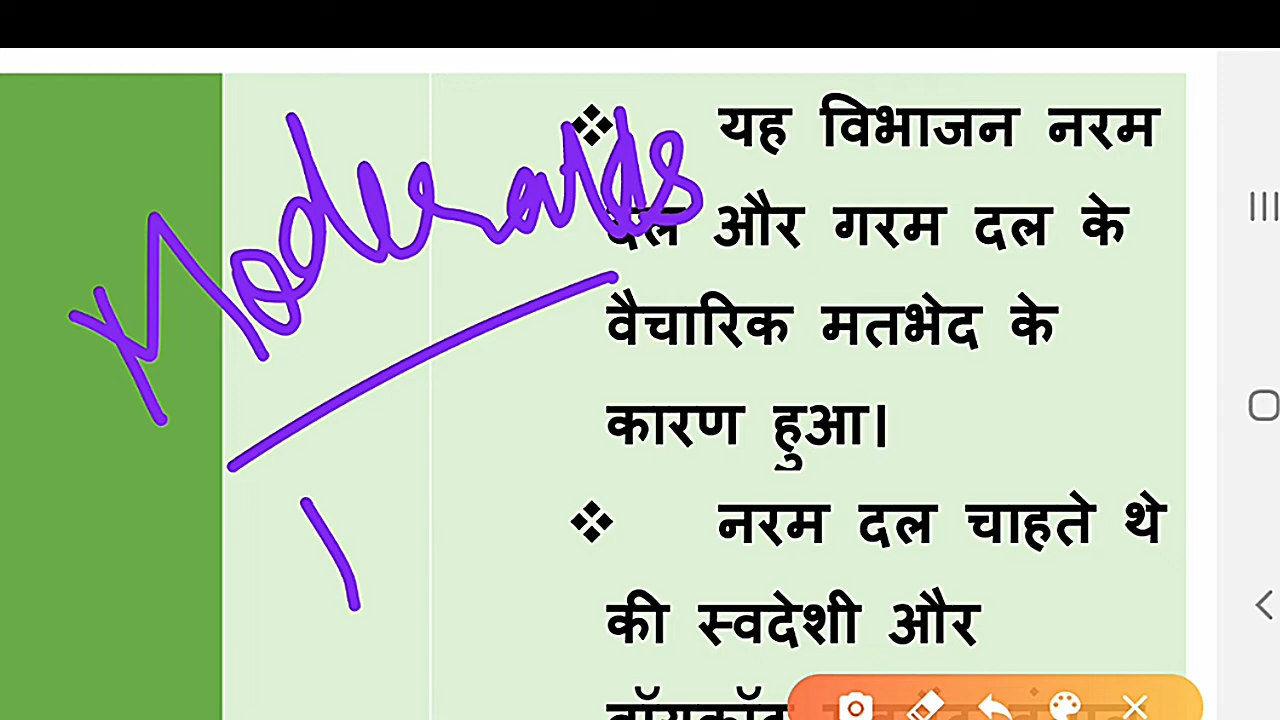 Moderates
❖ यह विभाजन नरम
दल और गरम दल के
वैचारिक मतभेद के
कारण हुआ।
❖ नरम दल चाहते थे
की स्वदेशी और